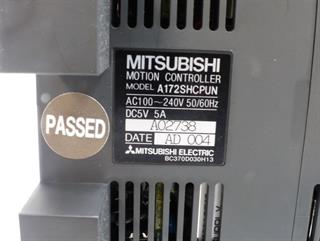 MITSUBISHI
MOTION CONTROLLER
MODEL A172SHCPUN
AC100~240V 50/60Hz
DC5V 5A
A02738
DATE AD 004
MITSUBISHI ELECTRIC
BC370D030H13
PASSED